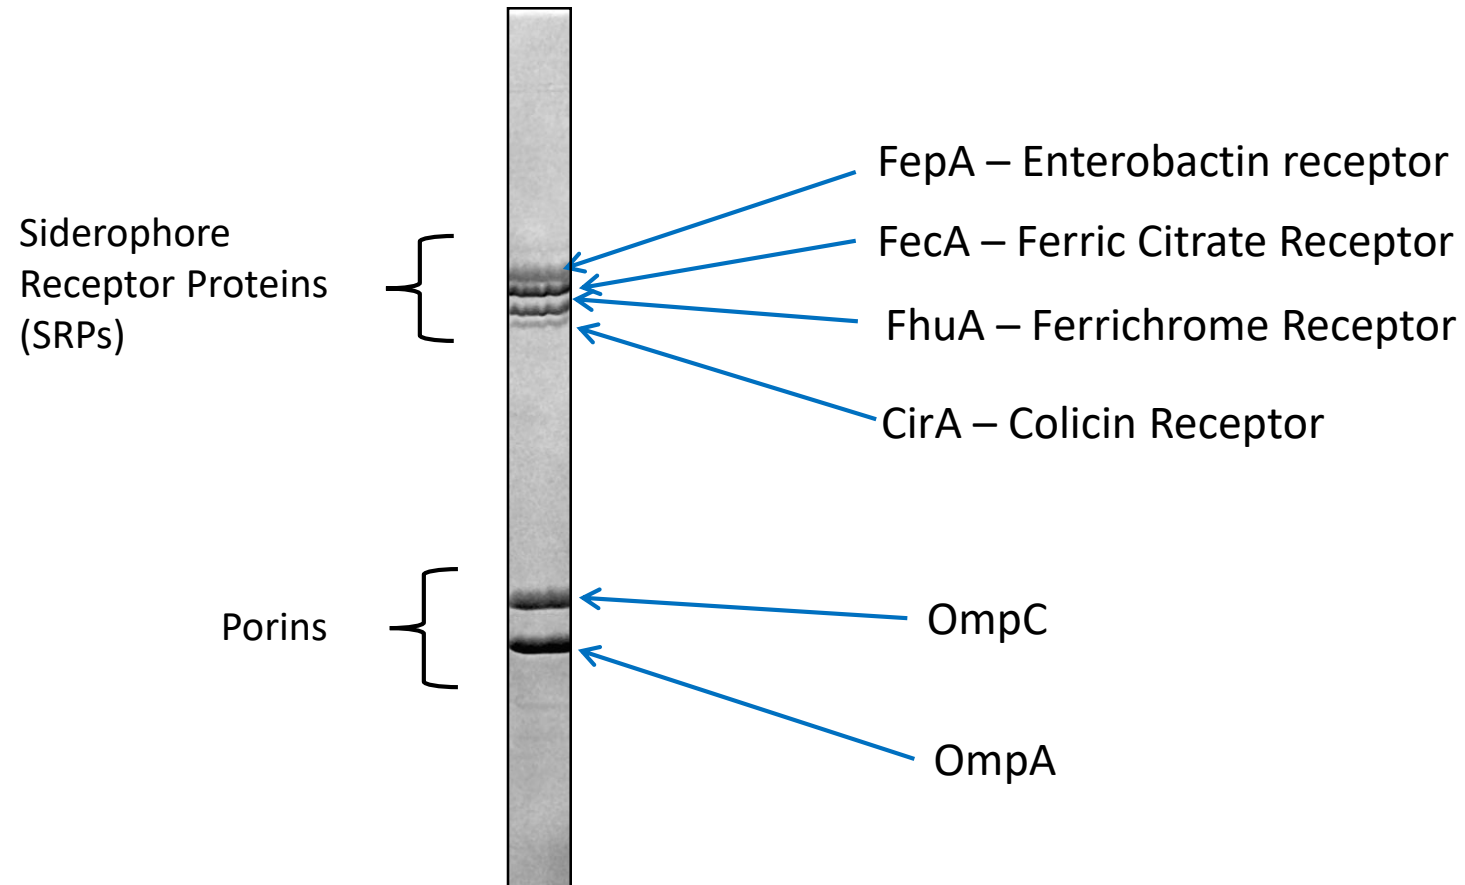 FepA – Enterobactin receptor
Siderophore
Receptor Proteins
(SRPs)
FecA – Ferric Citrate Receptor
FhuA – Ferrichrome Receptor
CirA – Colicin Receptor
Porins
OmpC
OmpA